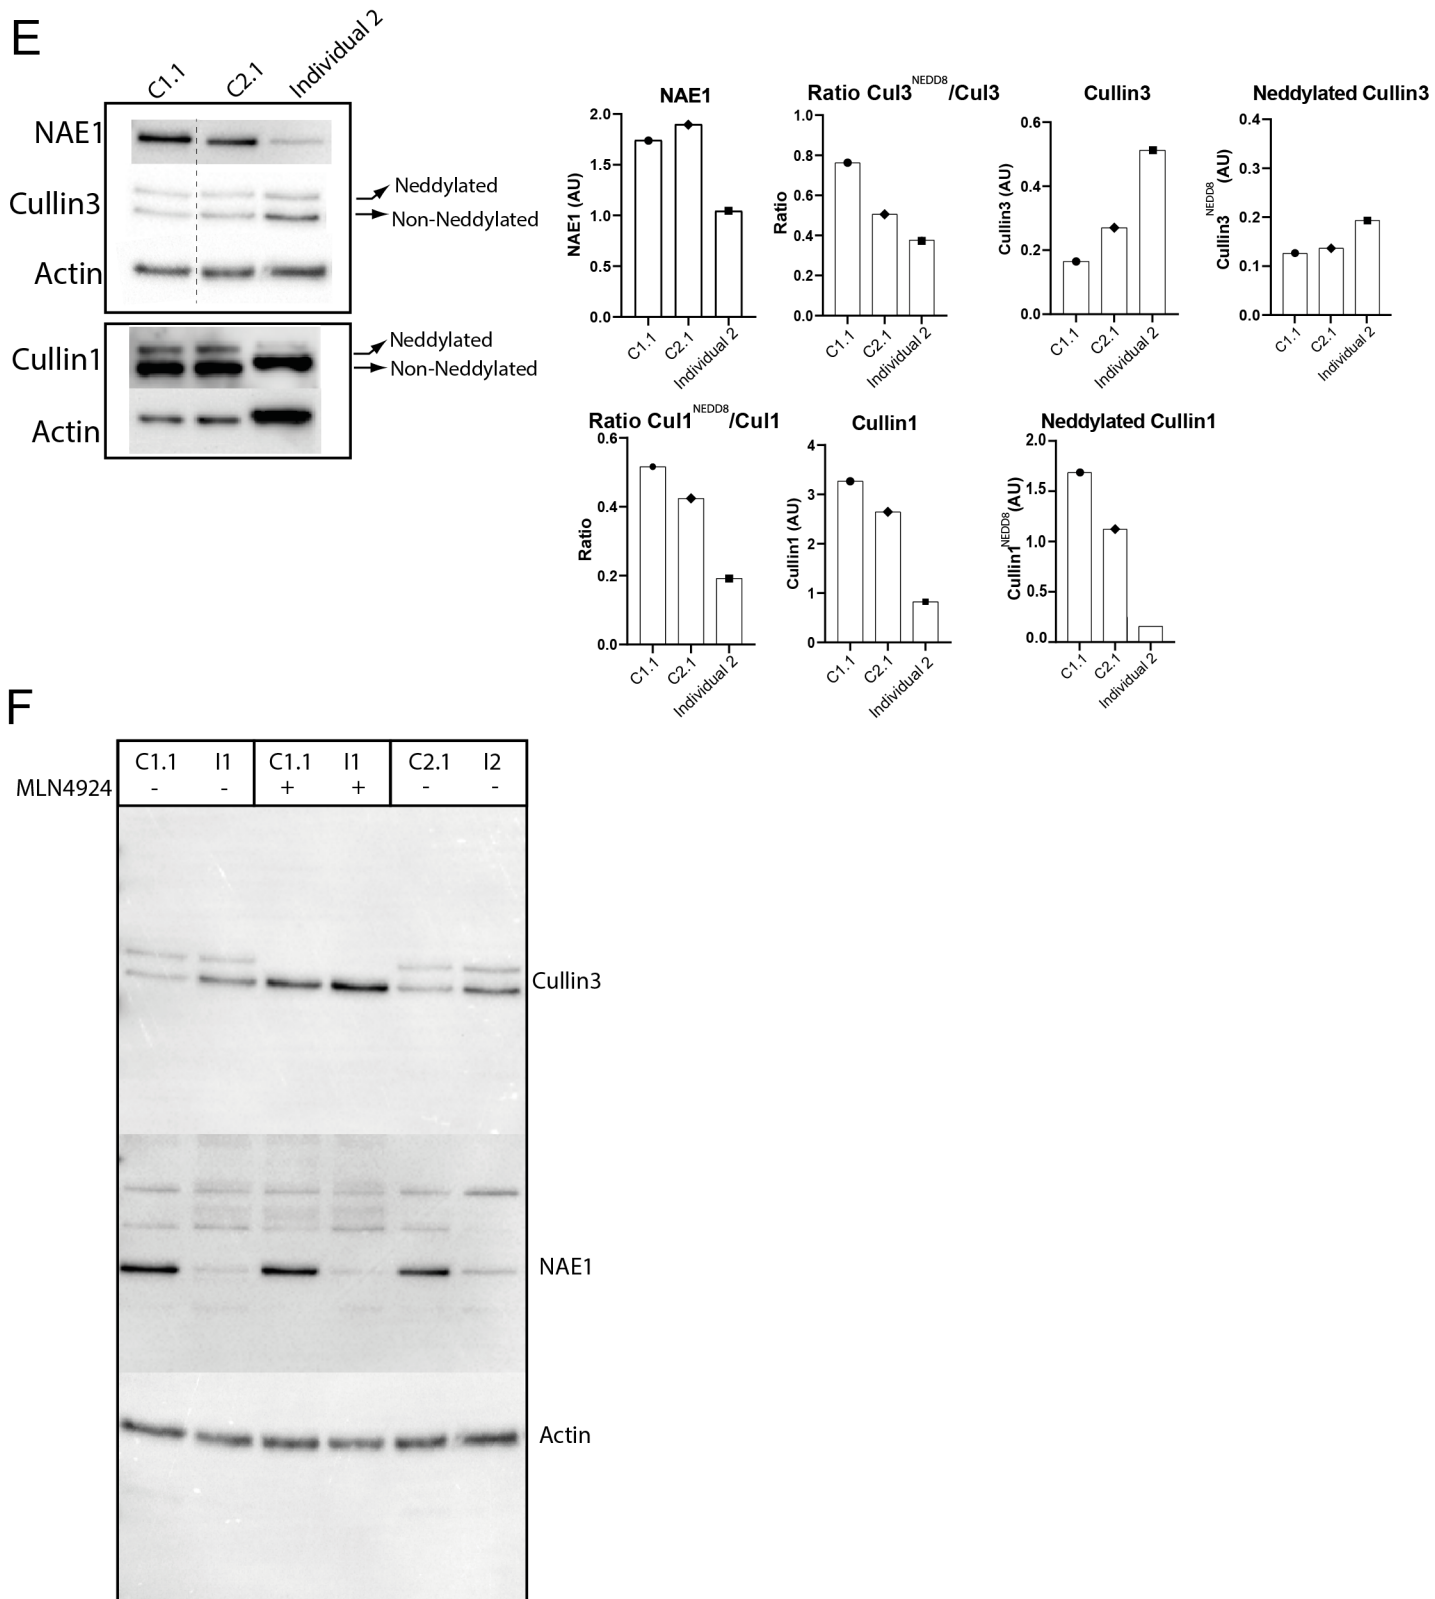 E
C1.1
C2.1
Individual 2
NAE1
Cullin3
Neddylated
Non-Neddylated
Actin
Cullin1
Neddylated
Non-Neddylated
Actin
NAE1
NAE1 (AU)
2.0
1.5
1.0
0.5
0.0
C1.1
C2.1
Individual 2
Ratio Cul3NEDD8/Cul3
Ratio
1.0
0.8
0.6
0.4
0.2
0.0
C1.1
C2.1
Individual 2
Cullin3
Cullin3 (AU)
0.6
0.4
0.2
0.0
C1.1
C2.1
Individual 2
Neddylated Cullin3
Cullin3NEDD8(AU)
0.4
0.3
0.2
0.1
0.0
C1.1
C2.1
Individual 2
Ratio Cul1NEDD8/Cul1
Ratio
0.6
0.4
0.2
0.0
C1.1
C2.1
Individual 2
Cullin1
Cullin1 (AU)
4
3
2
1
0
C1.1
C2.1
Individual 2
Neddylated Cullin1
Cullin1NEDD8(AU)
2.0
1.5
1.0
0.5
0.0
C1.1
C2.1
Individual 2
F
C1.1 I1 C1.1 I1 C2.1 I2
MLN4924 - - + + - -
Cullin3
NAE1
Actin